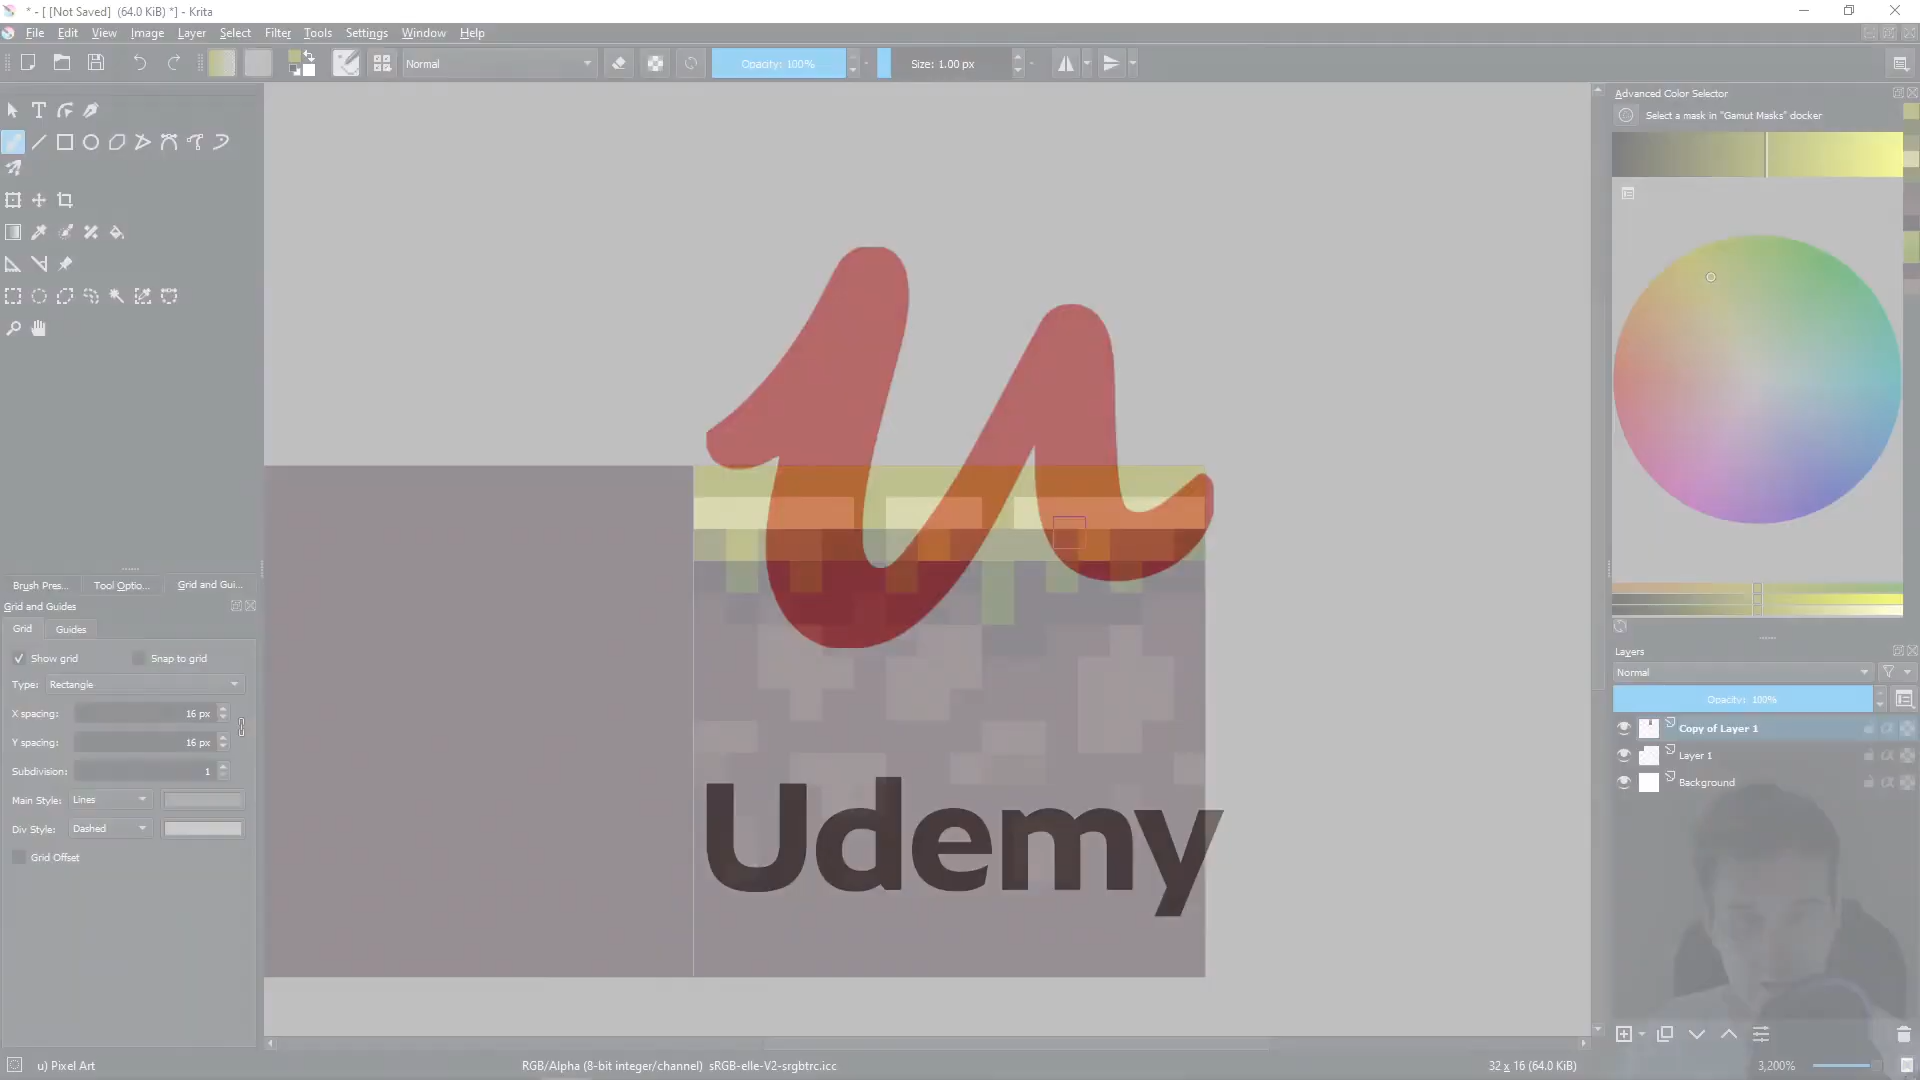 * - [ [Not Saved]  (64.0 KiB) *] - Krita
File Edit View Image Layer Select Filter Tools Settings Window Help
Normal
Opacity: 100%
Size: 1.00 px
Advanced Color Selector
Select a mask in "Gamut Masks" docker
Brush Pres... Tool Optio... Grid and Gui...
Grid and Guides
Grid Guides
Show grid Snap to grid
Type: Rectangle
X spacing: 16 px
Y spacing: 16 px
Subdivision: 1
Main Style: Lines
Div Style: Dashed
Grid Offset
Udemy
Layers
Normal
Opacity: 100%
Copy of Layer 1
Layer 1
Background
u) Pixel Art
RGB/Alpha (8-bit integer/channel) sRGB-elle-V2-srgbtrc.icc
32 x 16 (64.0 KiB)
3,200%